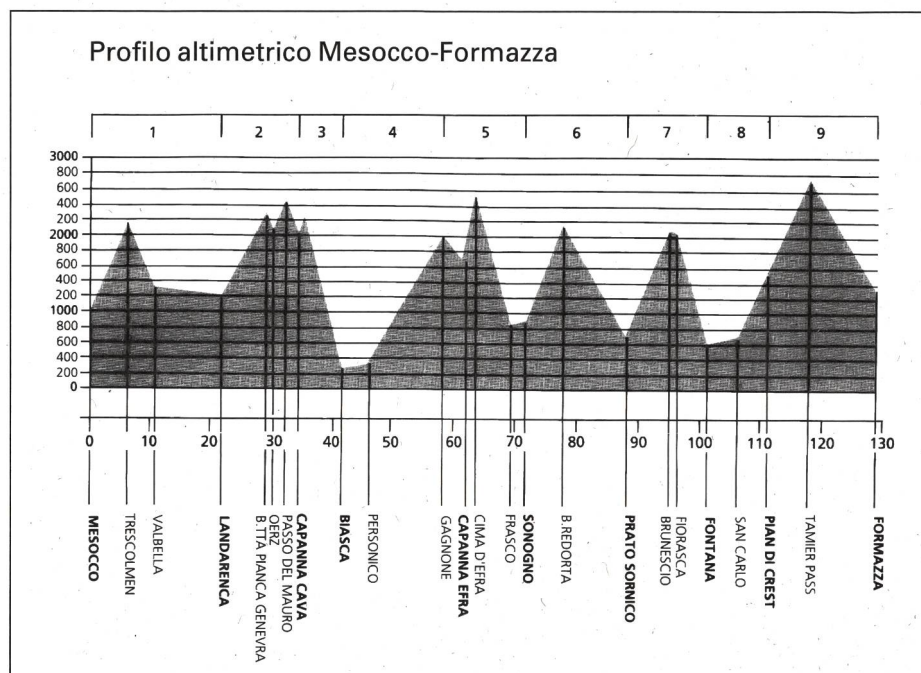 Profilo altimetrico Mesocco-Formazza
1 2 3 4 5 6 7 8 9
3000
800
600
400
200
2000
800
600
400
200
1000
800
600
400
200
0
0 10 20 30 40 50 60 70 80 90 100 110 120 130
MESOCCO
TRESCOLMEN
VALBELLA
LANDARENCA
B.TTA PIANCA GENEVRA
OERZ
PASSO DEL MAURO
CAPANNA CAVA
BIASCA
PERSONICO
GAGNONE
CAPANNA EFRA
CIMA D'EFRA
FRASCO
SONOGNO
B.REDORTA
PRATO SORNICO
BRUNESCIO
FIORASCA
FONTANA
SAN CARLO
PIAN DI CREST
TAMIER PASS
FORMAZZA